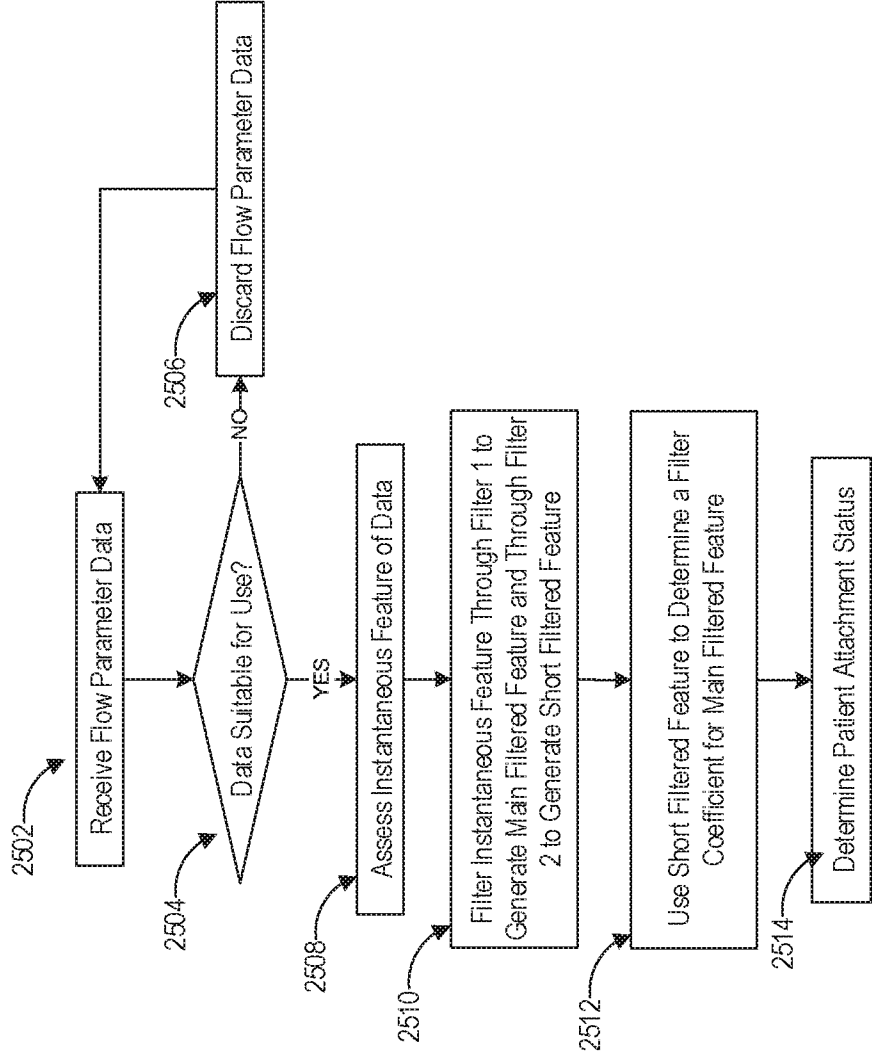 2502
Receive Flow Parameter Data
2504
Data Suitable for Use?
NO
2506
Discard Flow Parameter Data
YES
2508
Assess Instantaneous Feature of Data
2510
Filter Instantaneous Feature Through Filter 1 to
Generate Main Filtered Feature and Through Filter
2 to Generate Short Filtered Feature
2512
Use Short Filtered Feature to Determine a Filter
Coefficient for Main Filtered Feature
2514
Determine Patient Attachment Status